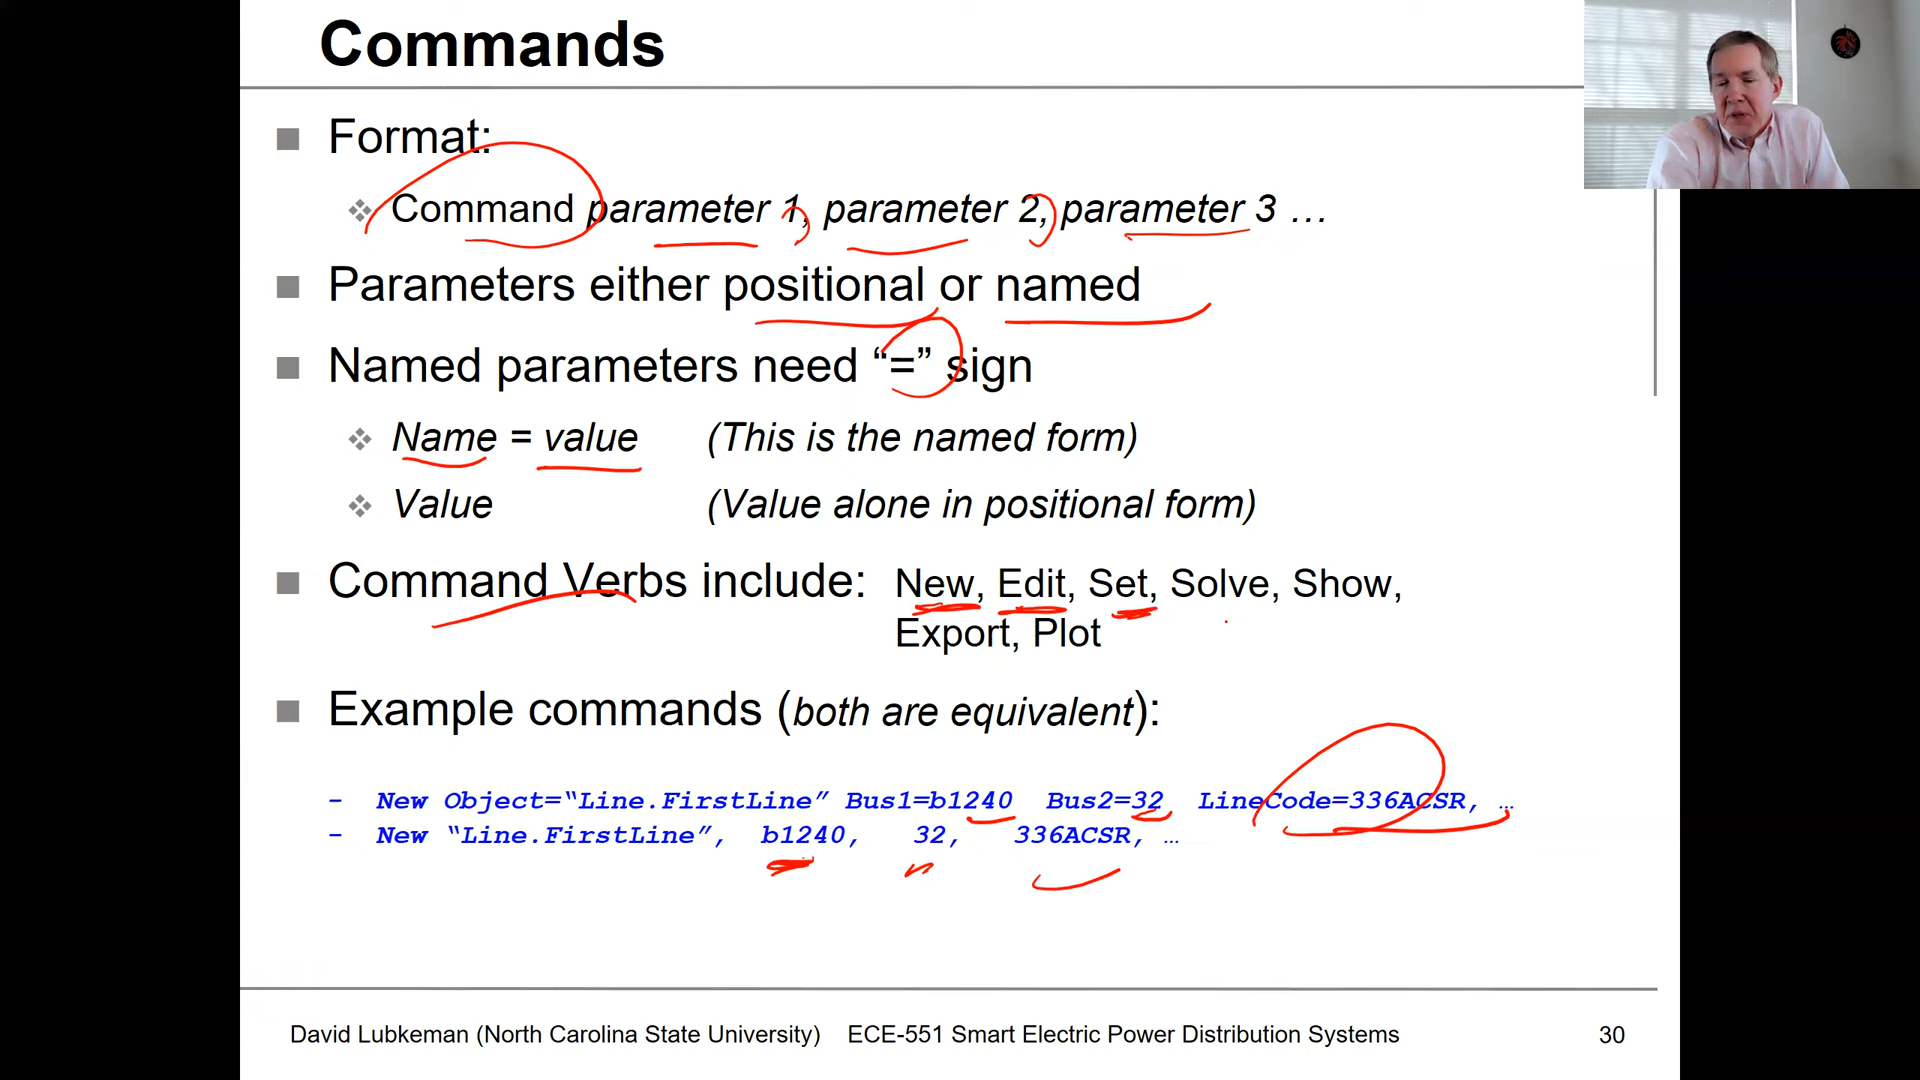 Commands
Format:
Command parameter 1, parameter 2, parameter 3 …
Parameters either positional or named
Named parameters need “=” sign
Name = value (This is the named form)
Value (Value alone in positional form)
Command Verbs include: New, Edit, Set, Solve, Show,
Export, Plot
Example commands (both are equivalent):
- New Object=“Line.FirstLine” Bus1=b1240 Bus2=32 LineCode=336ACSR, …
- New “Line.FirstLine”, b1240, 32, 336ACSR, …
David Lubkeman (North Carolina State University) ECE-551 Smart Electric Power Distribution Systems 30